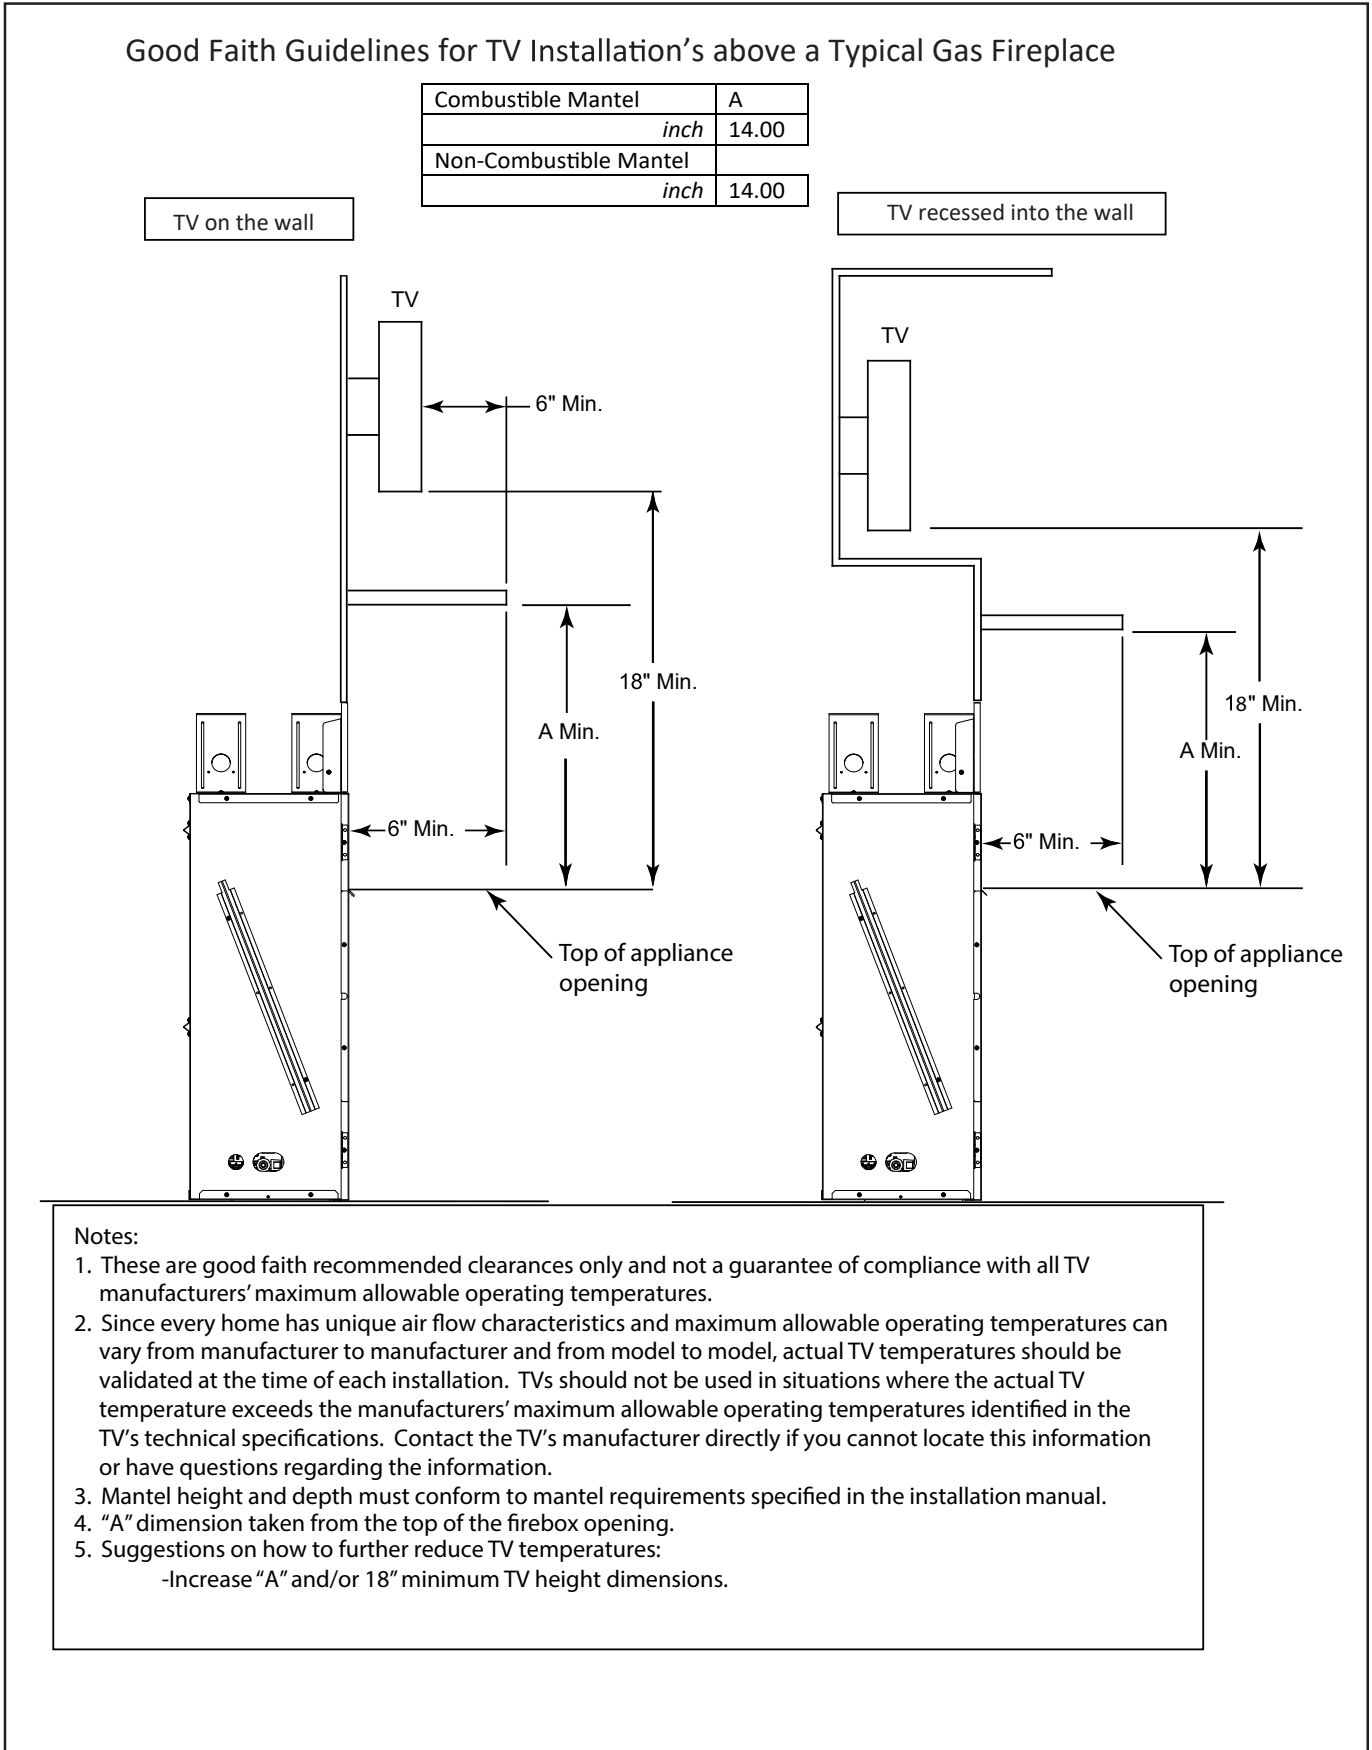 Good Faith Guidelines for TV Installation's above a Typical Gas Fireplace
Combustible Mantel A
inch 14.00
Non-Combustible Mantel
inch 14.00
TV on the wall
TV recessed into the wall
TV
6" Min.
18" Min.
A Min.
6" Min.
Top of appliance
opening
TV
18" Min.
A Min.
6" Min.
Top of appliance
opening
Notes:
1. These are good faith recommended clearances only and not a guarantee of compliance with all TV
manufacturers’ maximum allowable operating temperatures.
2. Since every home has unique air flow characteristics and maximum allowable operating temperatures can
vary from manufacturer to manufacturer and from model to model, actual TV temperatures should be
validated at the time of each installation. TVs should not be used in situations where the actual TV
temperature exceeds the manufacturers’ maximum allowable operating temperatures identified in the
TV’s technical specifications. Contact the TV’s manufacturer directly if you cannot locate this information
or have questions regarding the information.
3. Mantel height and depth must conform to mantel requirements specified in the installation manual.
4. “A” dimension taken from the top of the firebox opening.
5. Suggestions on how to further reduce TV temperatures:
-Increase “A” and/or 18” minimum TV height dimensions.